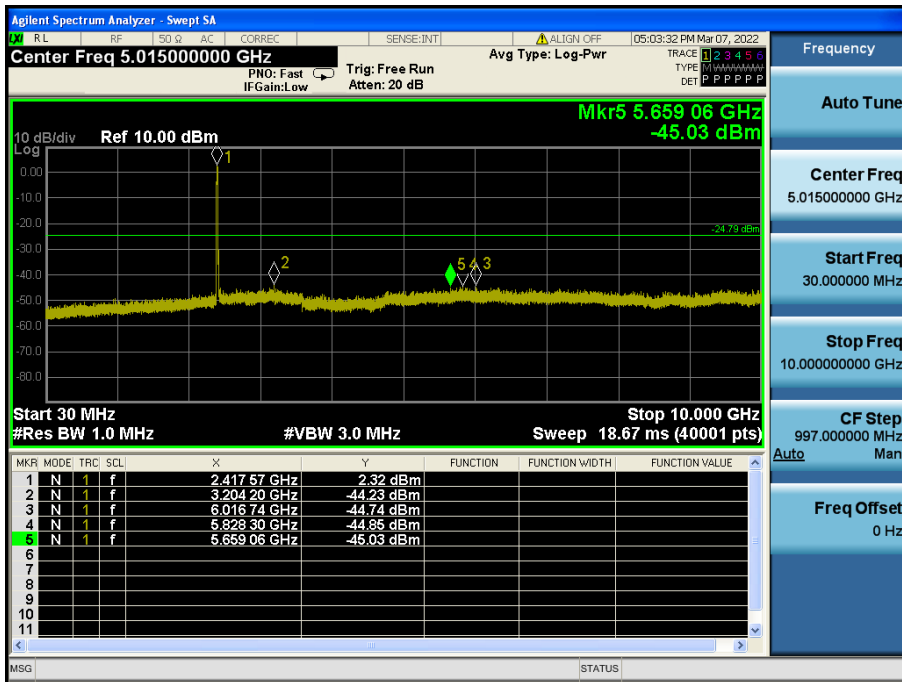 Agilent Spectrum Analyzer - Swept SA
LXI RL RF 50 Ω AC CORREC SENSE:INT ALIGN OFF 05:03:32 PM Mar 07, 2022
Center Freq 5.015000000 GHz
PNO: Fast
IFGain:Low
Trig: Free Run
Atten: 20 dB
Avg Type: Log-Pwr
TRACE 1 2 3 4 5 6
TYPE M W W W W W
DET P P P P P P
Mkr5 5.659 06 GHz
-45.03 dBm
10 dB/div Ref 10.00 dBm
Log
0.00
-10.0
-20.0
-30.0
-40.0
-50.0
-60.0
-70.0
-80.0
1
2
5 4 3
-24.79 dBm
Start 30 MHz Stop 10.000 GHz
#Res BW 1.0 MHz #VBW 3.0 MHz Sweep 18.67 ms (40001 pts)
MKR MODE TRC SCL X Y FUNCTION FUNCTION WIDTH FUNCTION VALUE
1 N 1 f 2.417 57 GHz 2.32 dBm
2 N 1 f 3.204 20 GHz -44.23 dBm
3 N 1 f 6.016 74 GHz -44.74 dBm
4 N 1 f 5.828 30 GHz -44.85 dBm
5 N 1 f 5.659 06 GHz -45.03 dBm
6
7
8
9
10
11
MSG STATUS
Frequency
Auto Tune
Center Freq
5.015000000 GHz
Start Freq
30.000000 MHz
Stop Freq
10.000000000 GHz
CF Step
997.000000 MHz
Auto Man
Freq Offset
0 Hz